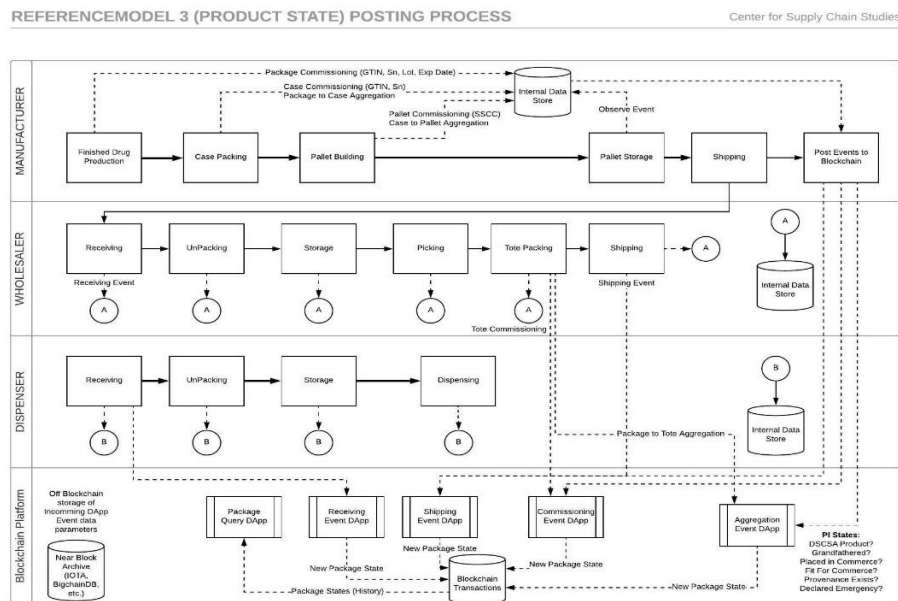 REFERENCEMODEL 3 (PRODUCT STATE) POSTING PROCESS
Center for Supply Chain Studies
MANUFACTURER
Package Commissioning (GTIN, Sn, Lot, Exp Date)
Case Commissioning (GTIN, Sn)
Package to Case Aggregation
Pallet Commissioning (SSCC)
Case to Pallet Aggregation
Internal Data
Store
Observe Event
Finished Drug
Production
Case Packing
Pallet Building
Pallet Storage
Shipping
Post Events to
Blockchain
WHOLESALER
Receiving
UnPacking
Storage
Picking
Tote Packing
Shipping
A
A
Internal Data
Store
Receiving Event
Shipping Event
A
A
A
A
A
Tote Commissioning
DISPENSER
Receiving
UnPacking
Storage
Dispensing
B
Internal Data
Store
B
B
B
B
Package to Tote Aggregation
Blockchain Platform
Off Blockchain
storage of
Incomming DApp
Event data
parameters
Near Block
Archive
(IOTA,
BigchainDB,
etc.)
Package
Query DApp
Receiving
Event DApp
Shipping
Event DApp
Commissioning
Event DApp
Aggregation
Event DApp
PI States:
DSCSA Product?
Grandfathered?
Placed in Commerce?
Fit For Commerce?
Provenance Exists?
Declared Emergency?
New Package State
New Package State
New Package State
New Package State
Blockchain
Transactions
Package States (History)